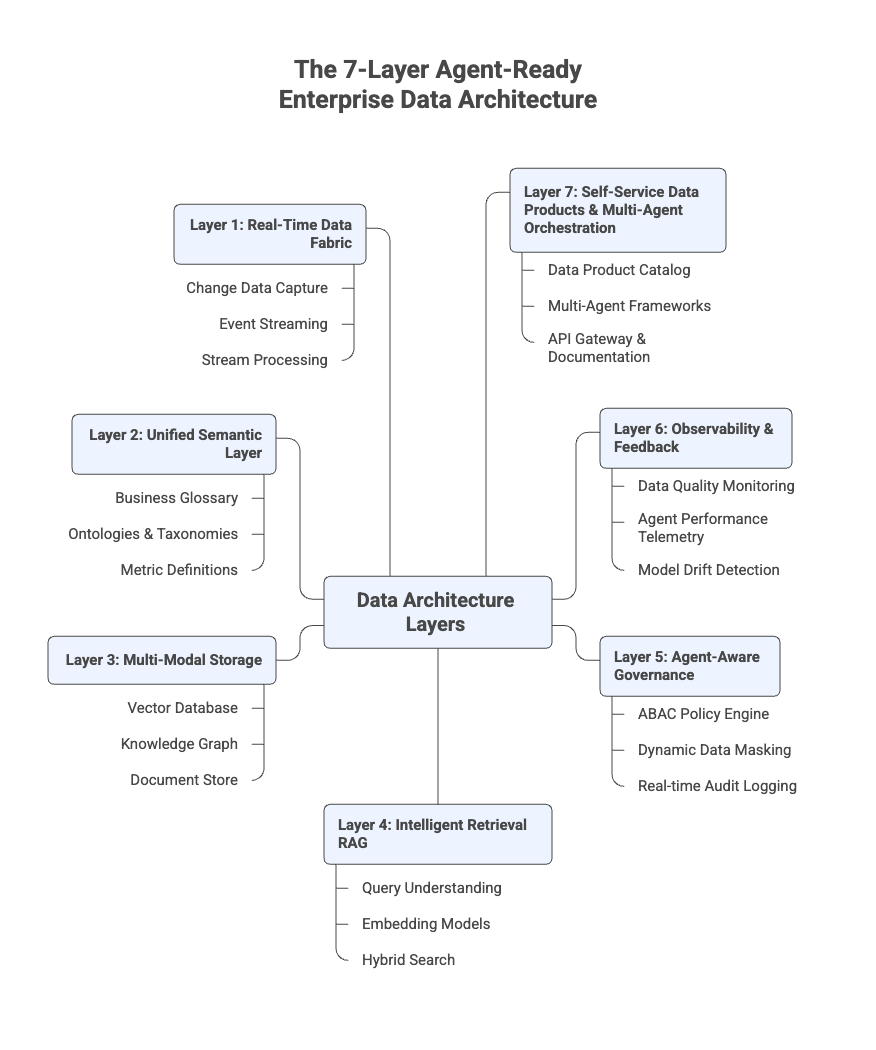 The 7-Layer Agent-Ready
Enterprise Data Architecture
Layer 1: Real-Time Data
Fabric
Change Data Capture
Event Streaming
Stream Processing
Layer 2: Unified Semantic
Layer
Business Glossary
Ontologies & Taxonomies
Metric Definitions
Layer 3: Multi-Modal Storage
Vector Database
Knowledge Graph
Document Store
Data Architecture
Layers
Layer 4: Intelligent Retrieval
RAG
Query Understanding
Embedding Models
Hybrid Search
Layer 5: Agent-Aware
Governance
ABAC Policy Engine
Dynamic Data Masking
Real-time Audit Logging
Layer 6: Observability &
Feedback
Data Quality Monitoring
Agent Performance
Telemetry
Model Drift Detection
Layer 7: Self-Service Data
Products & Multi-Agent
Orchestration
Data Product Catalog
Multi-Agent Frameworks
API Gateway &
Documentation